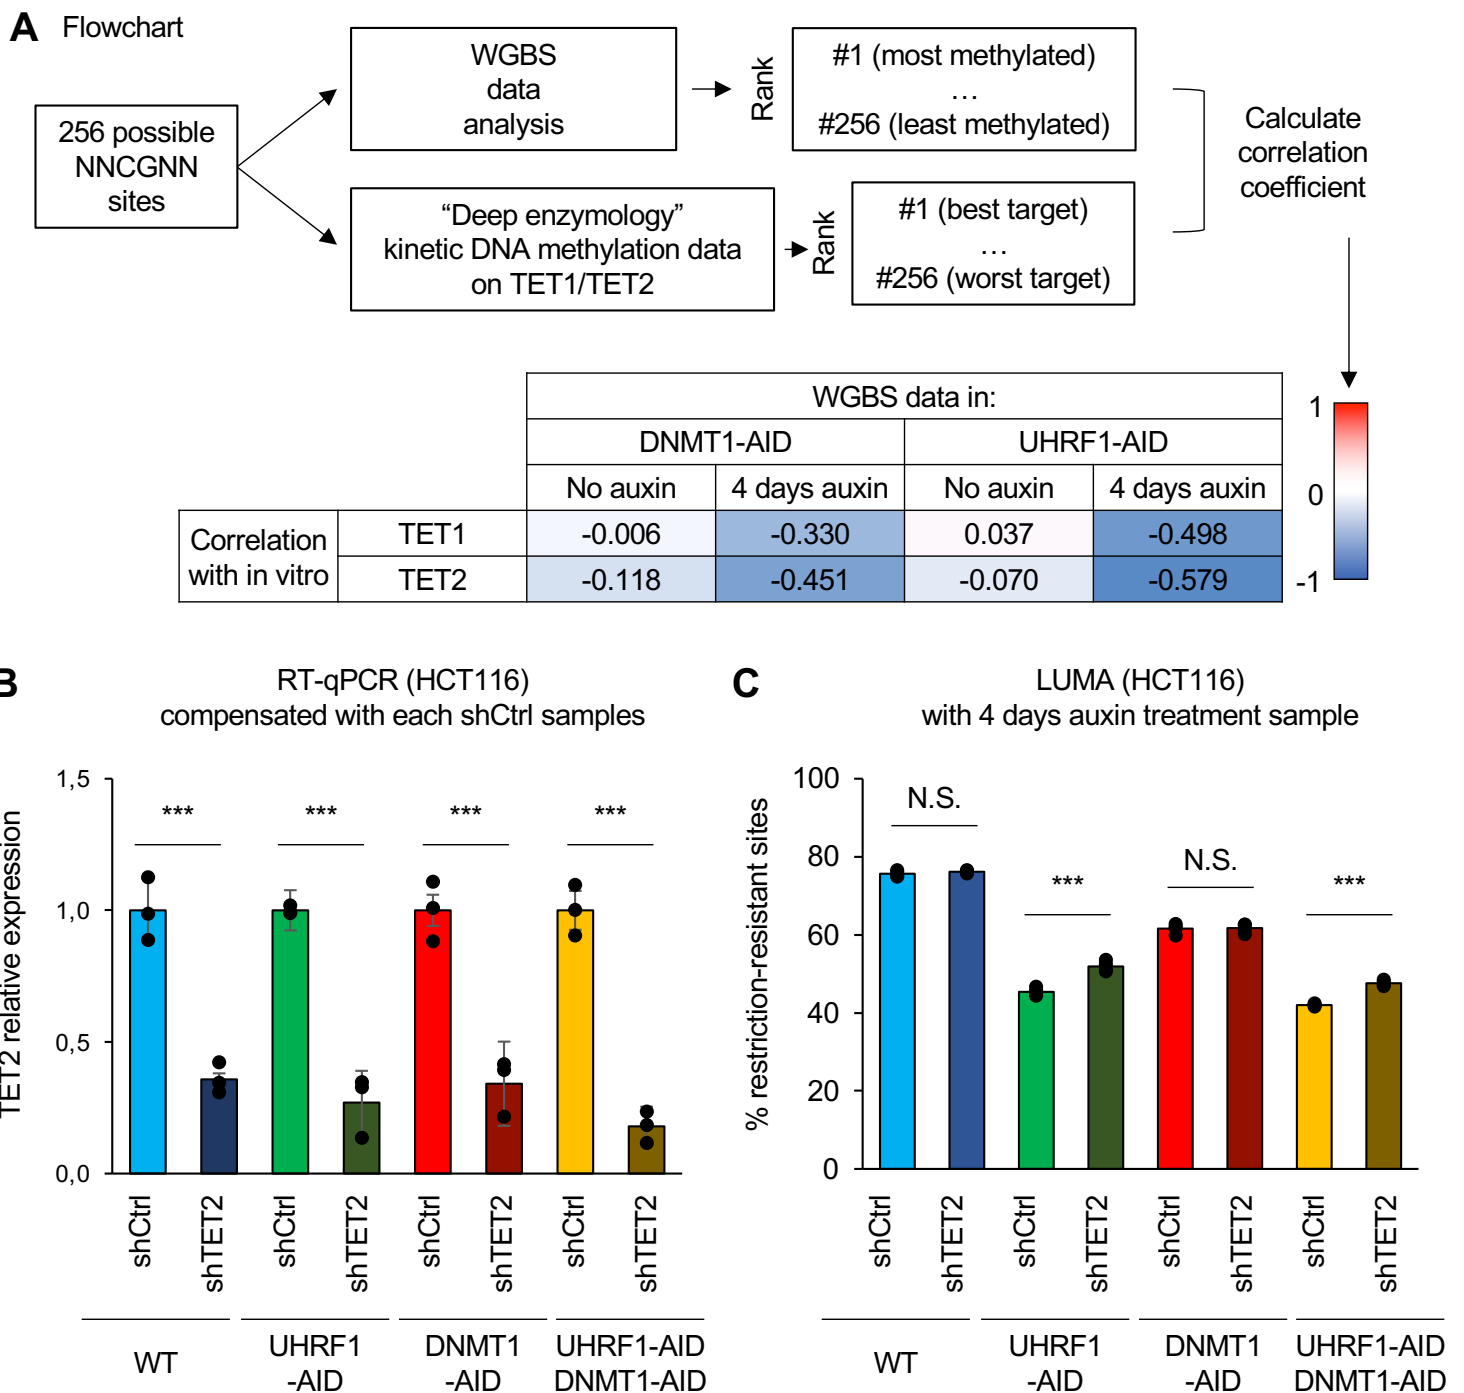 A Flowchart
256 possible
NNCGNN
sites
WGBS
data
analysis
Rank
#1 (most methylated)
…
#256 (least methylated)
“Deep enzymology”
kinetic DNA methylation data
on TET1/TET2
Rank
#1 (best target)
…
#256 (worst target)
Calculate
correlation
coefficient
WGBS data in:
DNMT1-AID UHRF1-AID
No auxin 4 days auxin No auxin 4 days auxin
Correlation
with in vitro
TET1 -0.006 -0.330 0.037 -0.498
TET2 -0.118 -0.451 -0.070 -0.579
1
0
-1
B RT-qPCR (HCT116)
compensated with each shCtrl samples
TET2 relative expression
1,5
1,0
0,5
0,0
*** *** *** ***
shCtrl shTET2 shCtrl shTET2 shCtrl shTET2 shCtrl shTET2
WT
UHRF1
-AID
DNMT1
-AID
UHRF1-AID
DNMT1-AID
C LUMA (HCT116)
with 4 days auxin treatment sample
% restriction-resistant sites
100
80
60
40
20
0
N.S. *** N.S. ***
shCtrl shTET2 shCtrl shTET2 shCtrl shTET2 shCtrl shTET2
WT
UHRF1
-AID
DNMT1
-AID
UHRF1-AID
DNMT1-AID